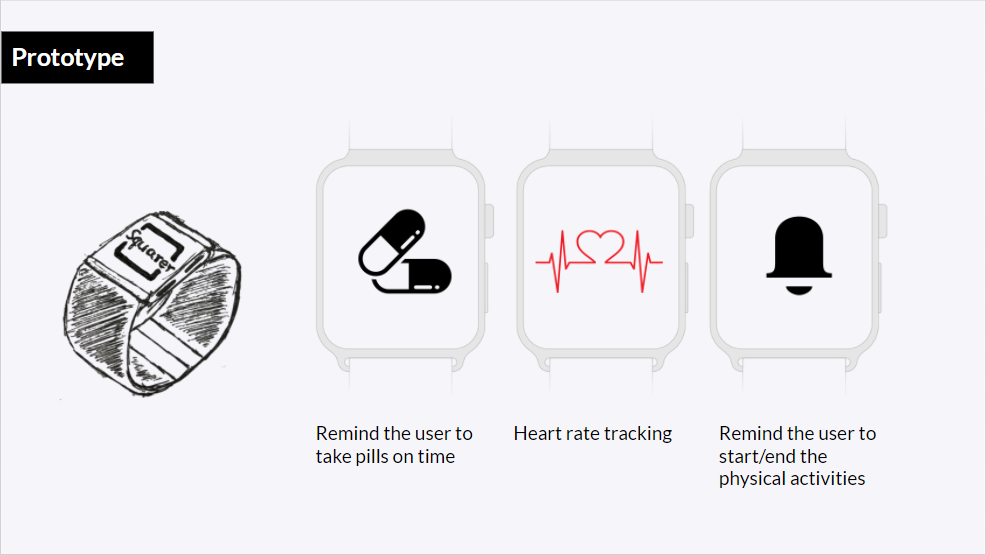 Prototype
Squarer
Remind the user to
take pills on time
Heart rate tracking
Remind the user to
start/end the
physical activities